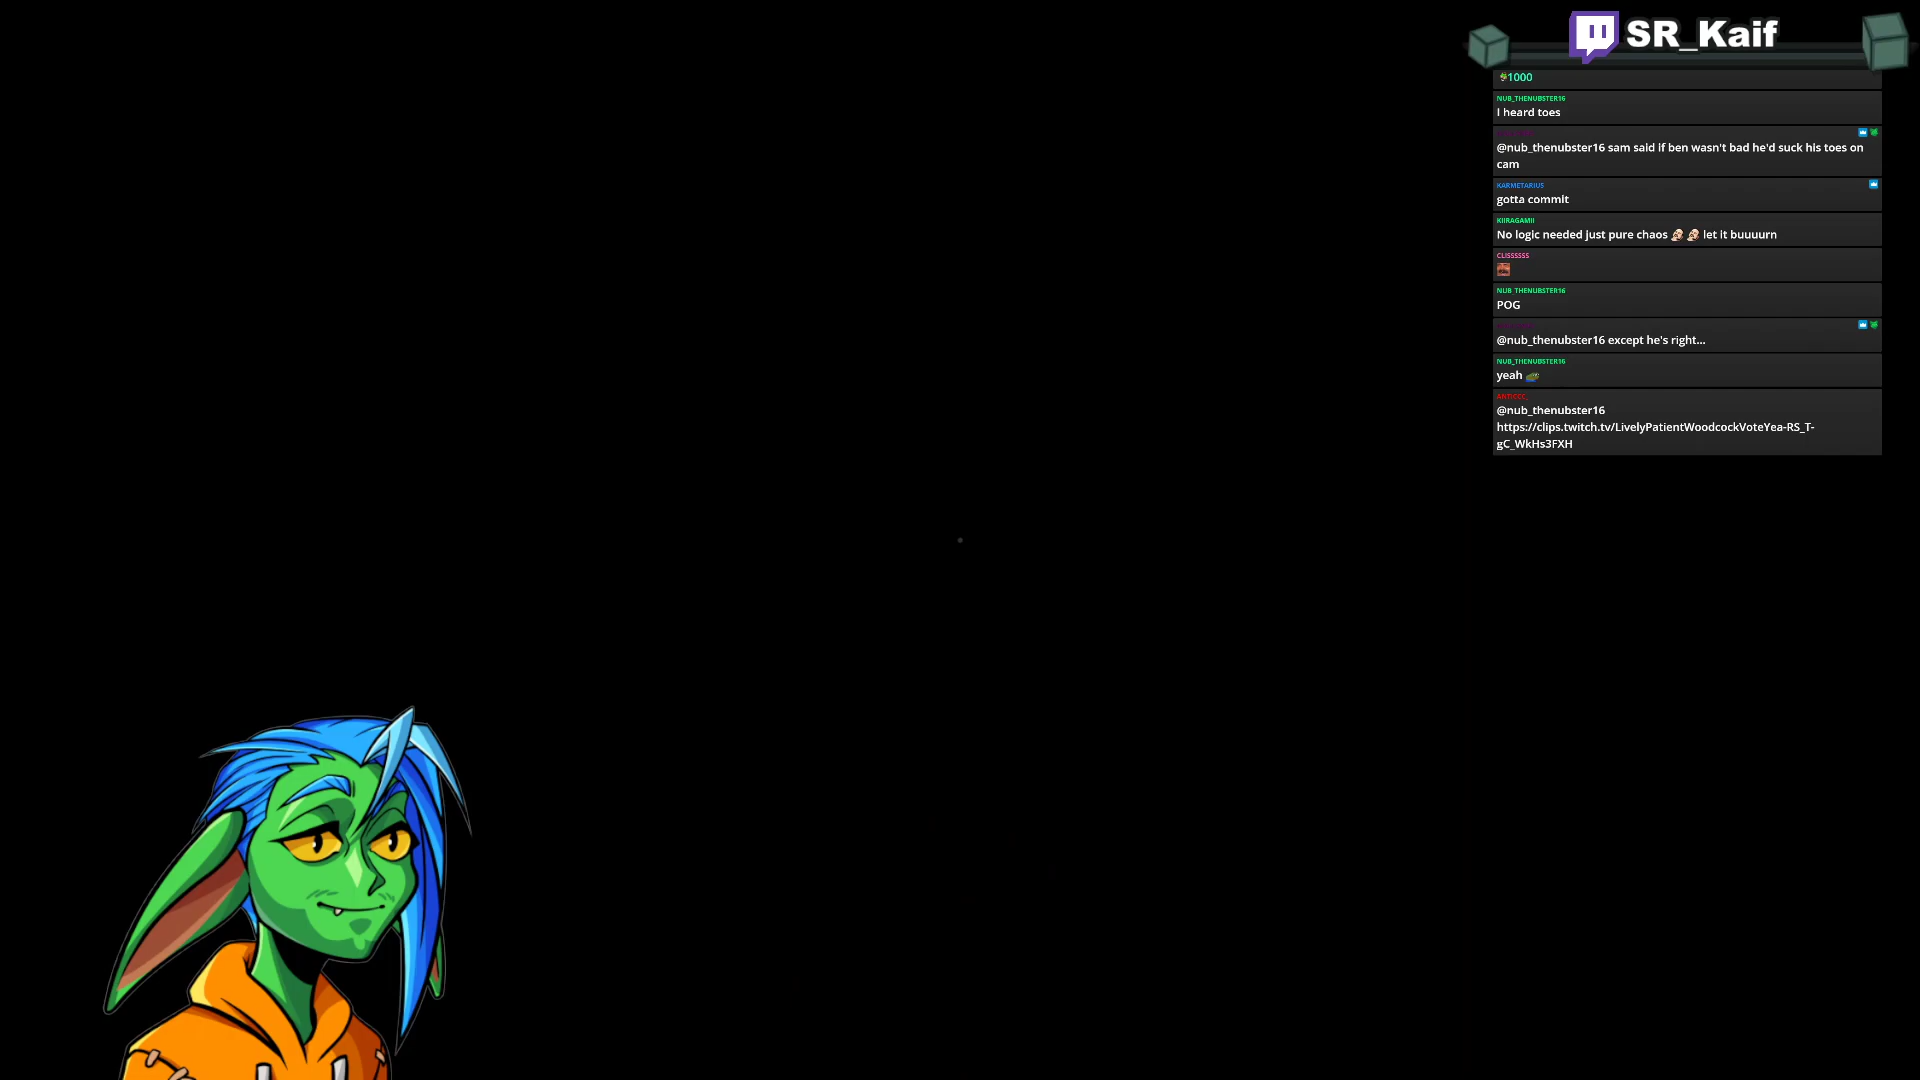 SR_Kaif
1000
NUB_THENUBSTER16
I heard toes
@nub_thenubster16 sam said if ben wasn't bad he'd suck his toes on
cam
KARMETARIUS
gotta commit
KIIRAGAMII
No logic needed just pure chaos let it buuuurn
CLISSSSSS
NUB_THENUBSTER16
POG
@nub_thenubster16 except he's right...
NUB_THENUBSTER16
yeah
@nub_thenubster16
https://clips.twitch.tv/LivelyPatientWoodcockVoteYea-RS_T-
gC_WkHs3FXH